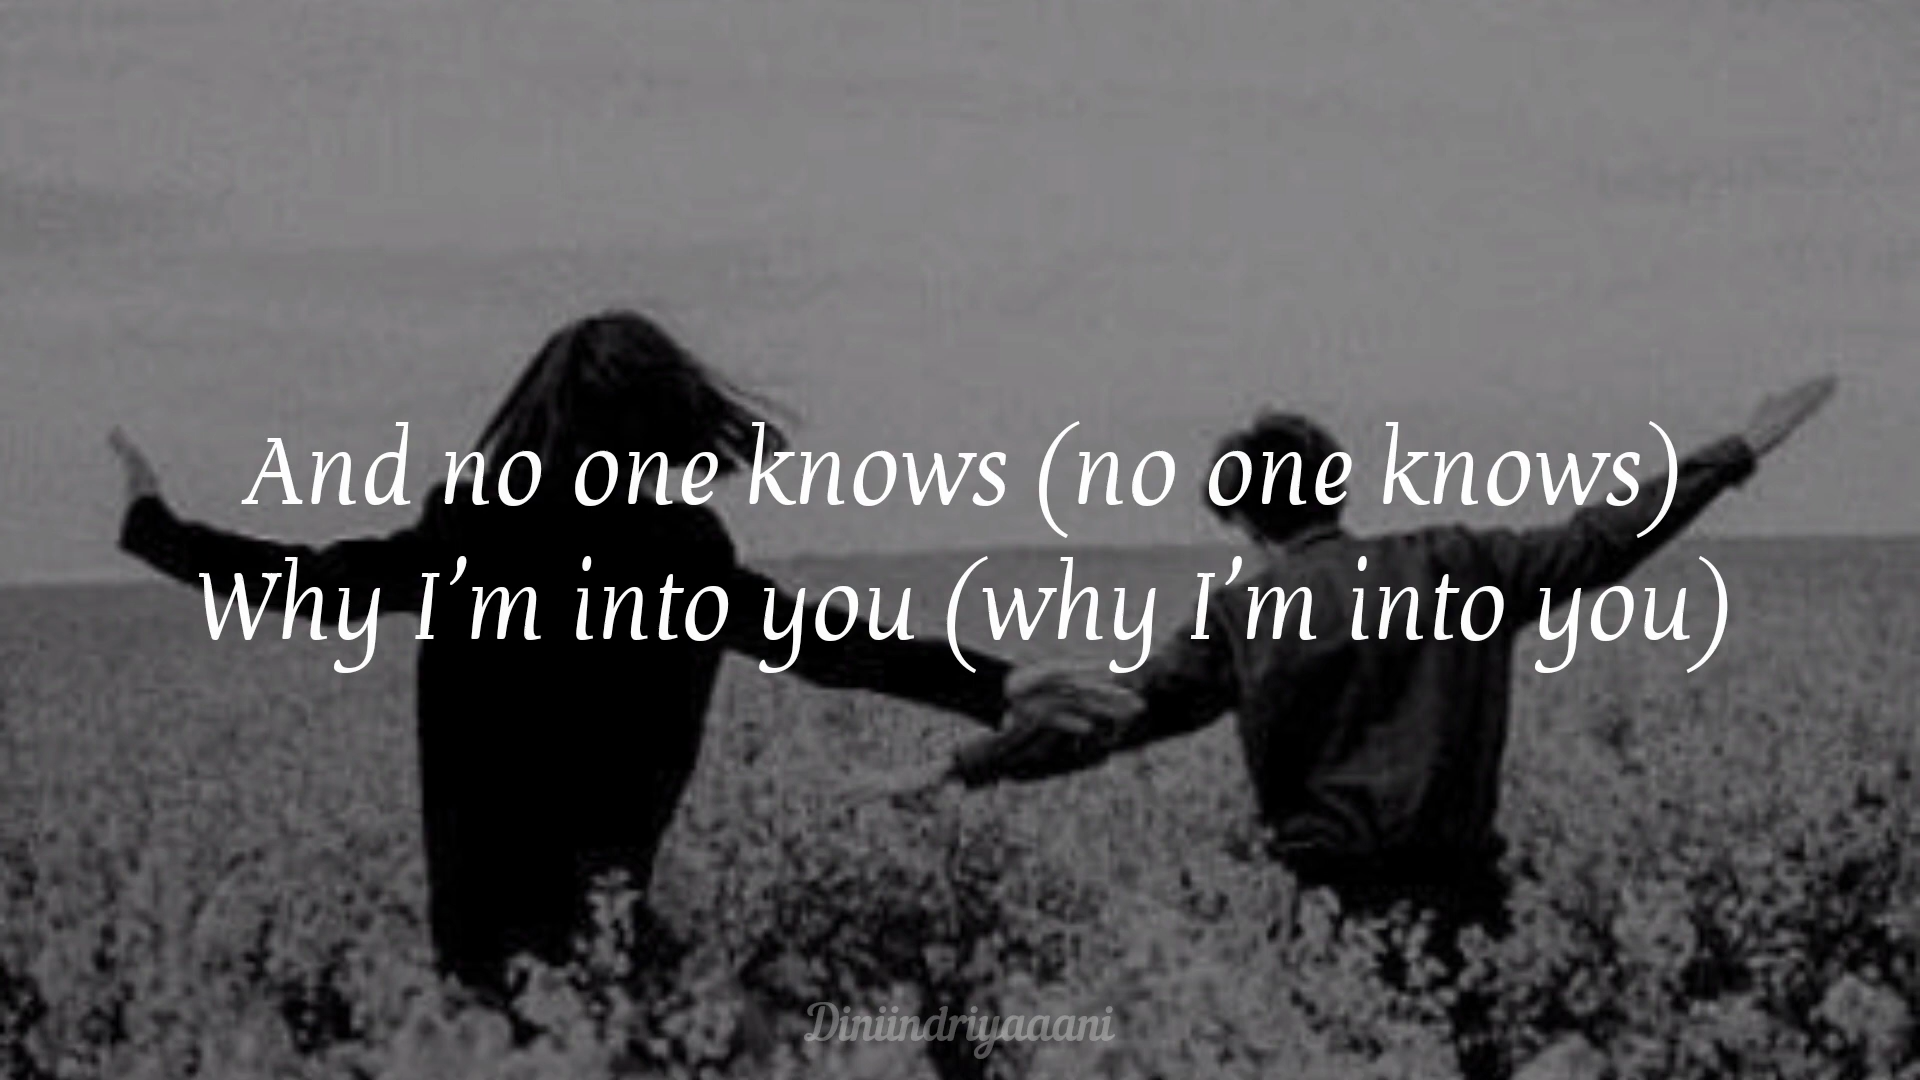 And no one knows (no one knows)
Why I'm into you (why I'm into you)
Diniindriyaaani